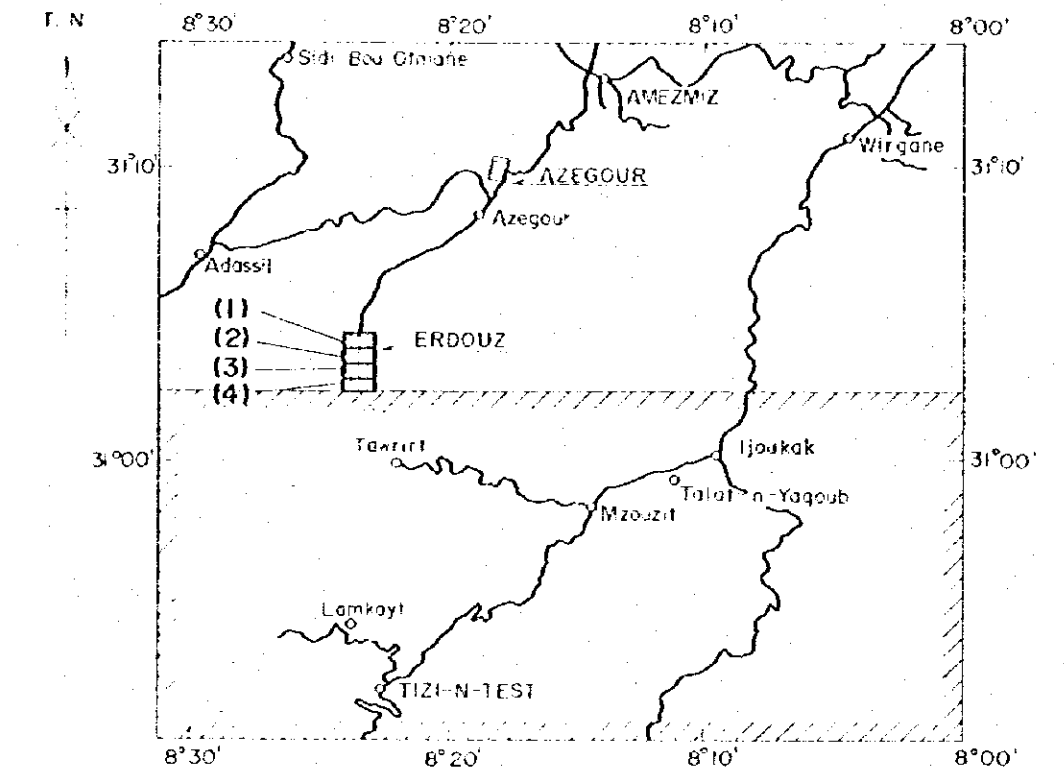 T. N
8°30'
8°20'
8°10'
8°00'
Sidi Bou Otmane
AMEZMIZ
Wirgane
31°10'
AZEGOUR
31°10'
Azegour
Adassil
(1)
(2)
ERDOUZ
(3)
(4)
Tawrirt
Ijoukak
31°00'
31°00'
Talat-n-Yaqoub
Mzouzit
Lamkayt
TIZI-N-TEST
8°30'
8°20'
8°10'
8°00'